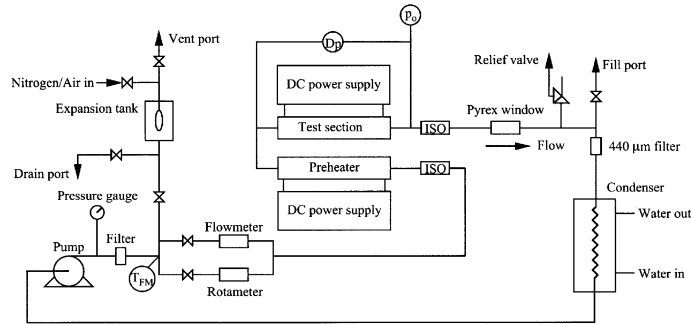 p₀
Vent port
Dp
Relief valve
Fill port
Nitrogen/Air in
DC power supply
Expansion tank
Pyrex window
Test section
ISO
Flow
440 μm filter
Drain port
Preheater
ISO
Condenser
Pressure gauge
DC power supply
Water out
Flowmeter
Pump
Filter
T_FM
Water in
Rotameter